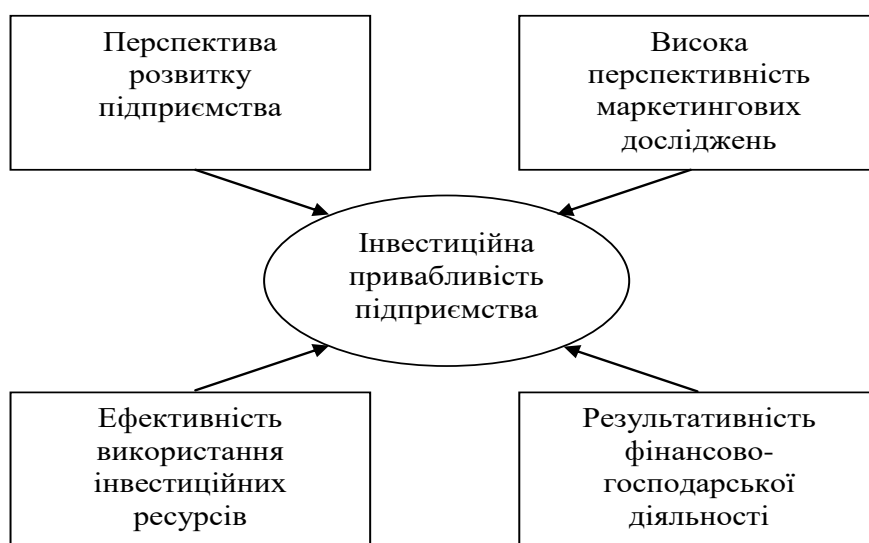 Перспектива
розвитку
підприємства
Висока
перспективність
маркетингових
досліджень
Інвестиційна
привабливість
підприємства
Ефективність
використання
інвестиційних
ресурсів
Результативність
фінансово-
господарської
діяльності